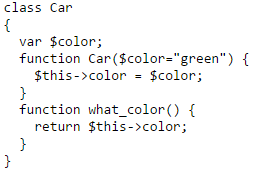 class Car
{
  var $color;
  function Car($color="green") {
    $this->color = $color;
  }
  function what_color() {
    return $this->color;
  }
}